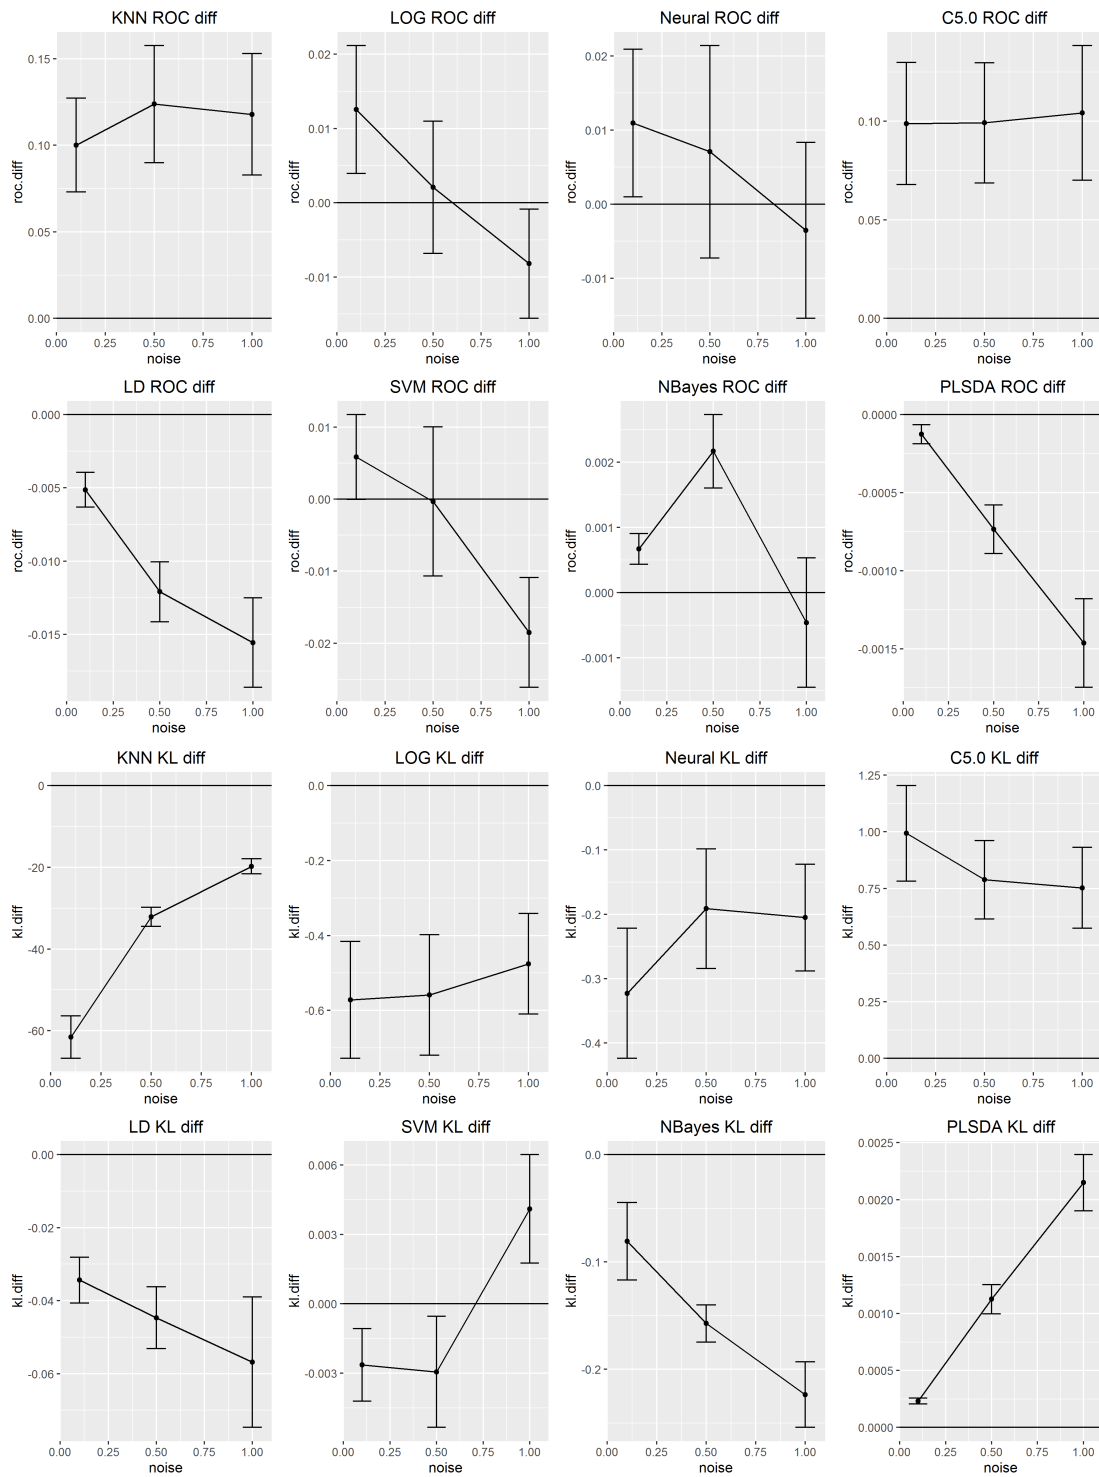 KNN ROC diff
LOG ROC diff
Neural ROC diff
C5.0 ROC diff
0.15
0.10
0.05
0.00
roc.diff
0.00 0.25 0.50 0.75 1.00
noise
0.02
0.01
0.00
-0.01
roc.diff
0.00 0.25 0.50 0.75 1.00
noise
0.02
0.01
0.00
-0.01
roc.diff
0.00 0.25 0.50 0.75 1.00
noise
0.10
0.05
0.00
roc.diff
0.00 0.25 0.50 0.75 1.00
noise
LD ROC diff
SVM ROC diff
NBayes ROC diff
PLSDA ROC diff
0.000
-0.005
-0.010
-0.015
roc.diff
0.00 0.25 0.50 0.75 1.00
noise
0.01
0.00
-0.01
-0.02
roc.diff
0.00 0.25 0.50 0.75 1.00
noise
0.002
0.001
0.000
-0.001
roc.diff
0.00 0.25 0.50 0.75 1.00
noise
0.0000
-0.0005
-0.0010
-0.0015
roc.diff
0.00 0.25 0.50 0.75 1.00
noise
KNN KL diff
LOG KL diff
Neural KL diff
C5.0 KL diff
0
-20
-40
-60
kl.diff
0.00 0.25 0.50 0.75 1.00
noise
0.0
-0.2
-0.4
-0.6
kl.diff
0.00 0.25 0.50 0.75 1.00
noise
0.0
-0.1
-0.2
-0.3
-0.4
kl.diff
0.00 0.25 0.50 0.75 1.00
noise
1.25
1.00
0.75
0.50
0.25
0.00
kl.diff
0.00 0.25 0.50 0.75 1.00
noise
LD KL diff
SVM KL diff
NBayes KL diff
PLSDA KL diff
0.00
-0.02
-0.04
-0.06
kl.diff
0.00 0.25 0.50 0.75 1.00
noise
0.006
0.003
0.000
-0.003
kl.diff
0.00 0.25 0.50 0.75 1.00
noise
0.0
-0.1
-0.2
kl.diff
0.00 0.25 0.50 0.75 1.00
noise
0.0025
0.0020
0.0015
0.0010
0.0005
0.0000
kl.diff
0.00 0.25 0.50 0.75 1.00
noise